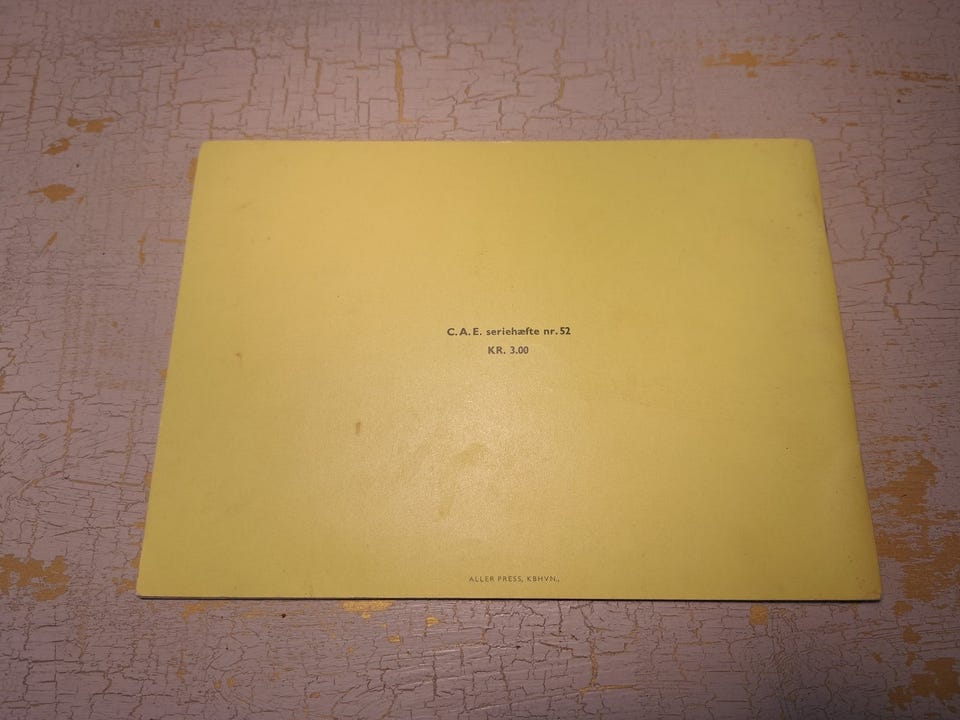 C.A.E. seriehæfte nr. 52
KR. 3.00
ALLER PRESS, KBHVN.,